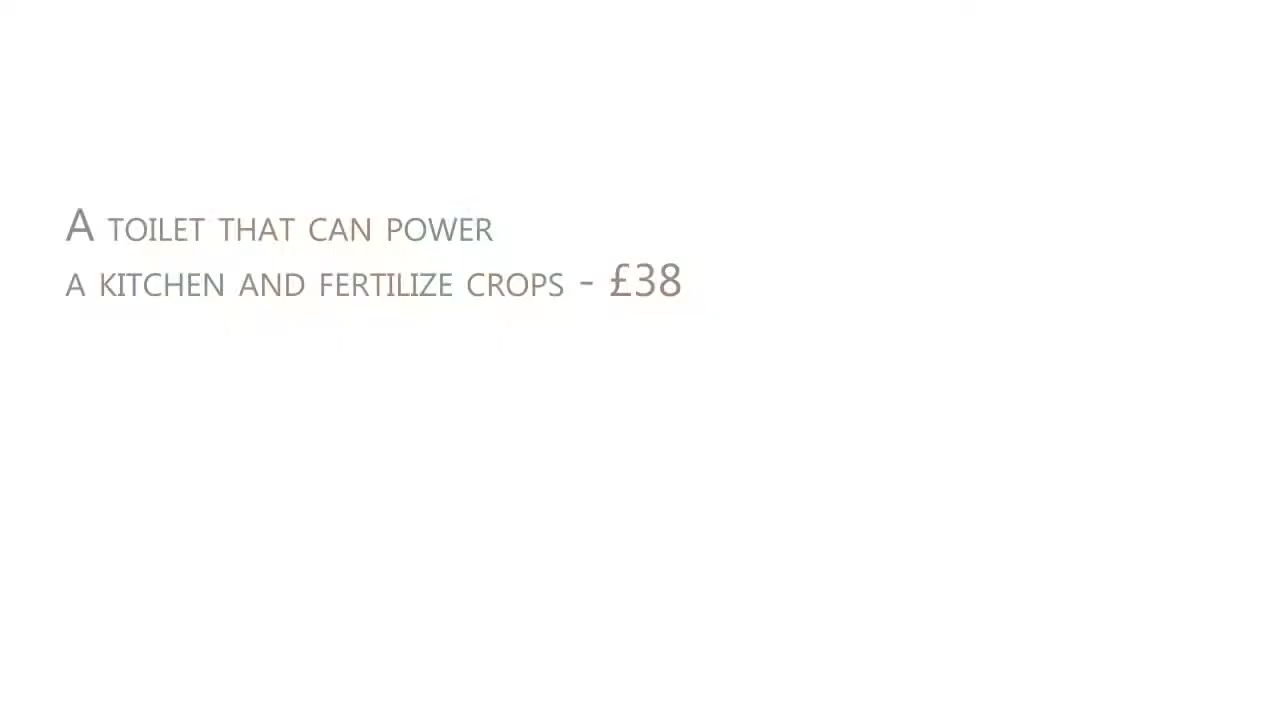 A TOILET THAT CAN POWER
A KITCHEN AND FERTILIZE CROPS - £38